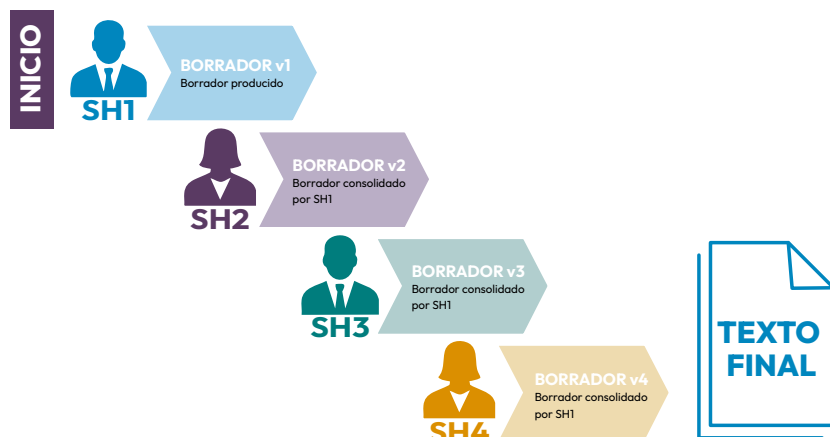 INICIO
SH1
BORRADOR v1
Borrador producido
SH2
BORRADOR v2
Borrador consolidado
por SH1
SH3
BORRADOR v3
Borrador consolidado
por SH1
SH4
BORRADOR v4
Borrador consolidado
por SH1
TEXTO
FINAL